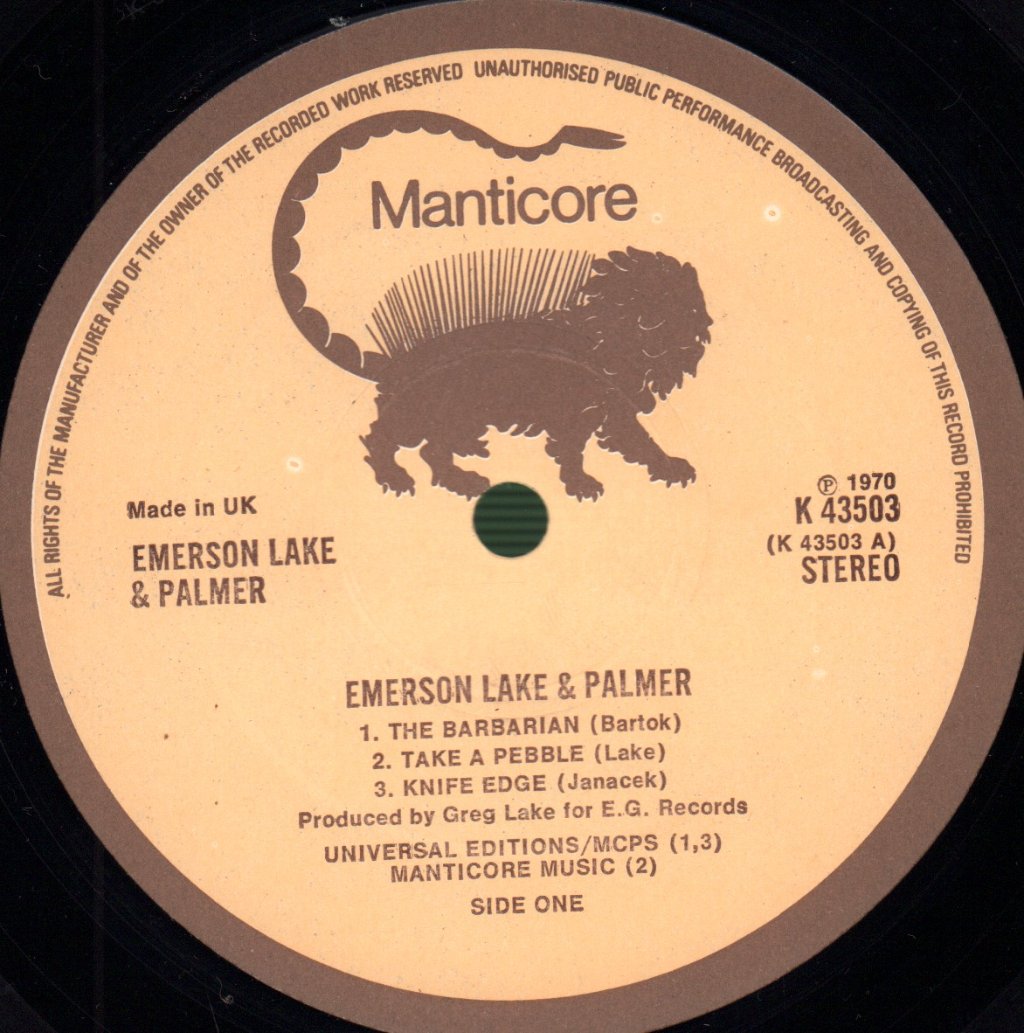 ALL RIGHTS OF THE MANUFACTURER AND OF THE OWNER OF THE RECORDED WORK RESERVED UNAUTHORISED PUBLIC PERFORMANCE BROADCASTING AND COPYING OF THIS RECORD PROHIBITED
Manticore
Made in UK
EMERSON LAKE
& PALMER
℗ 1970
K 43503
(K 43503 A)
STEREO
EMERSON LAKE & PALMER
1. THE BARBARIAN (Bartok)
2. TAKE A PEBBLE (Lake)
3. KNIFE EDGE (Janacek)
Produced by Greg Lake for E.G. Records
UNIVERSAL EDITIONS/MCPS (1,3)
MANTICORE MUSIC (2)
SIDE ONE